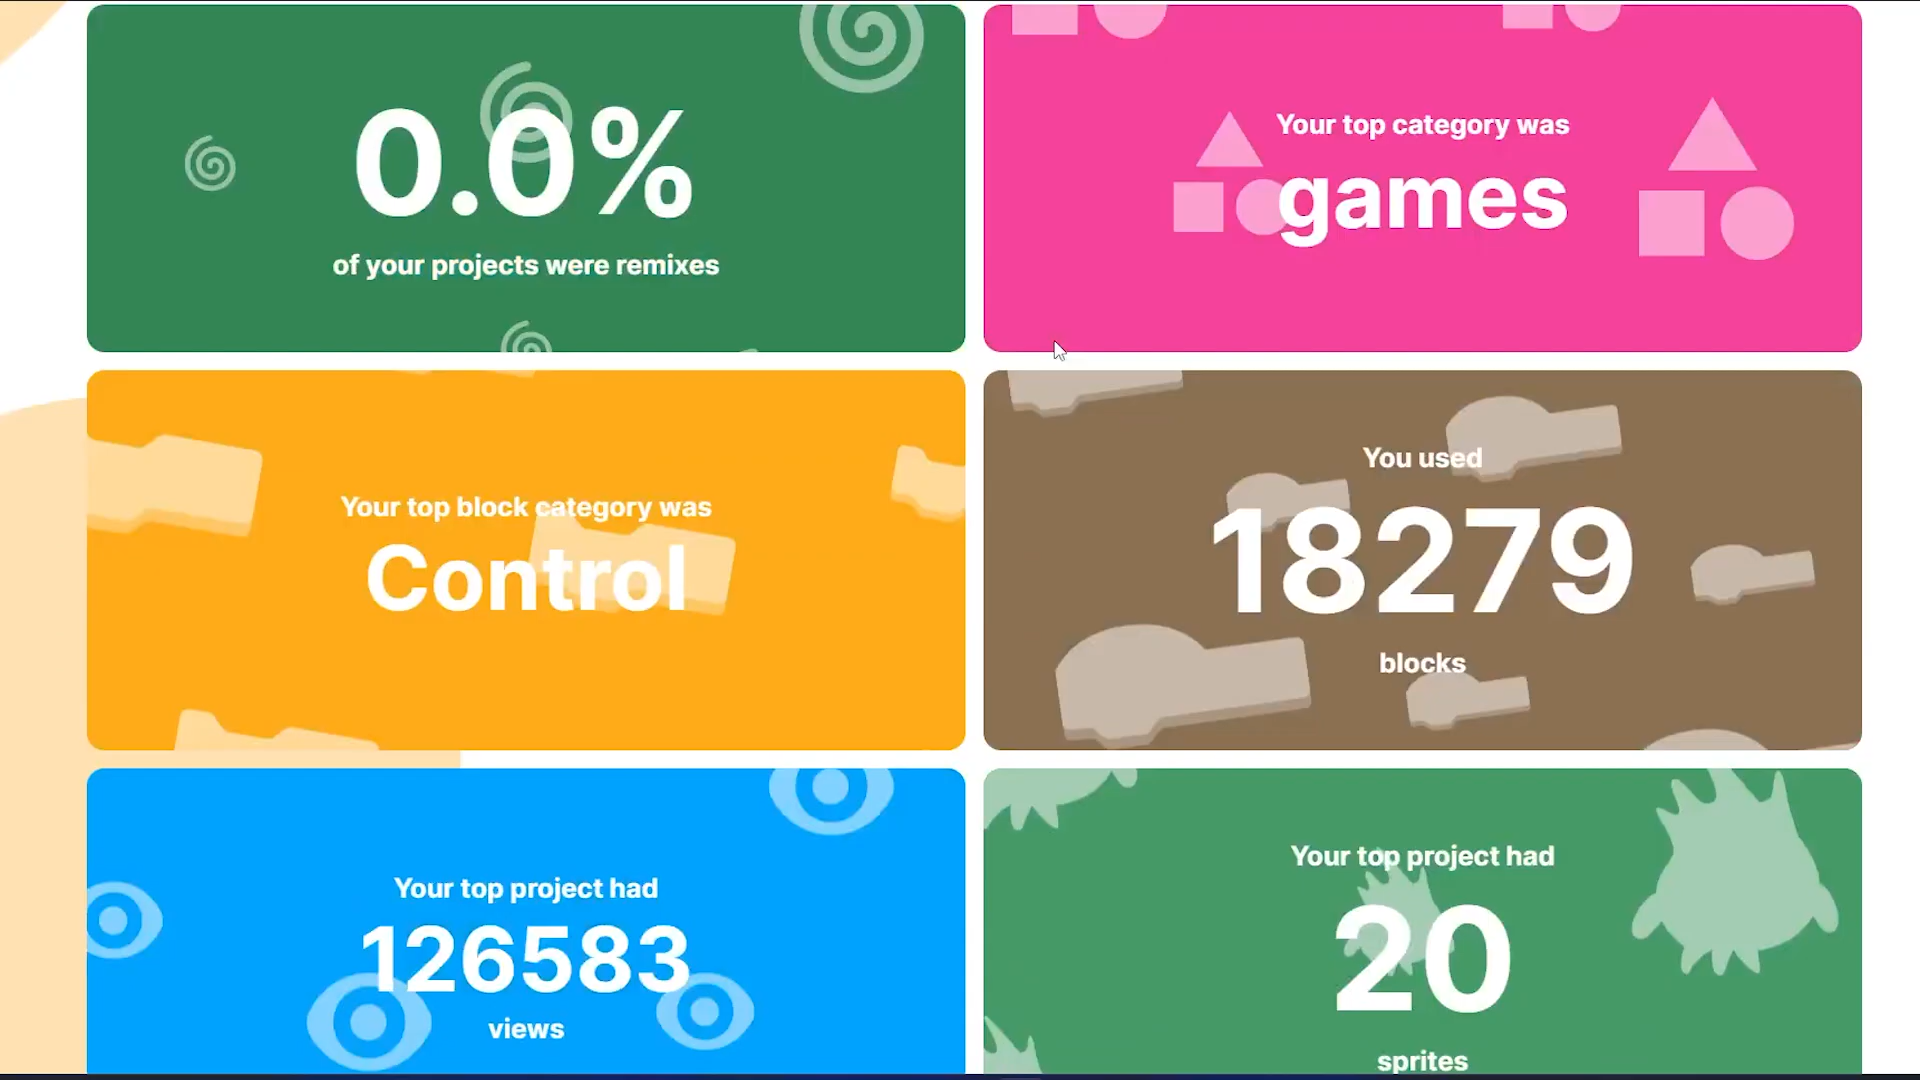 0.0%
of your projects were remixes
Your top category was
games
Your top block category was
Control
You used
18279
blocks
Your top project had
126583
views
Your top project had
20
sprites